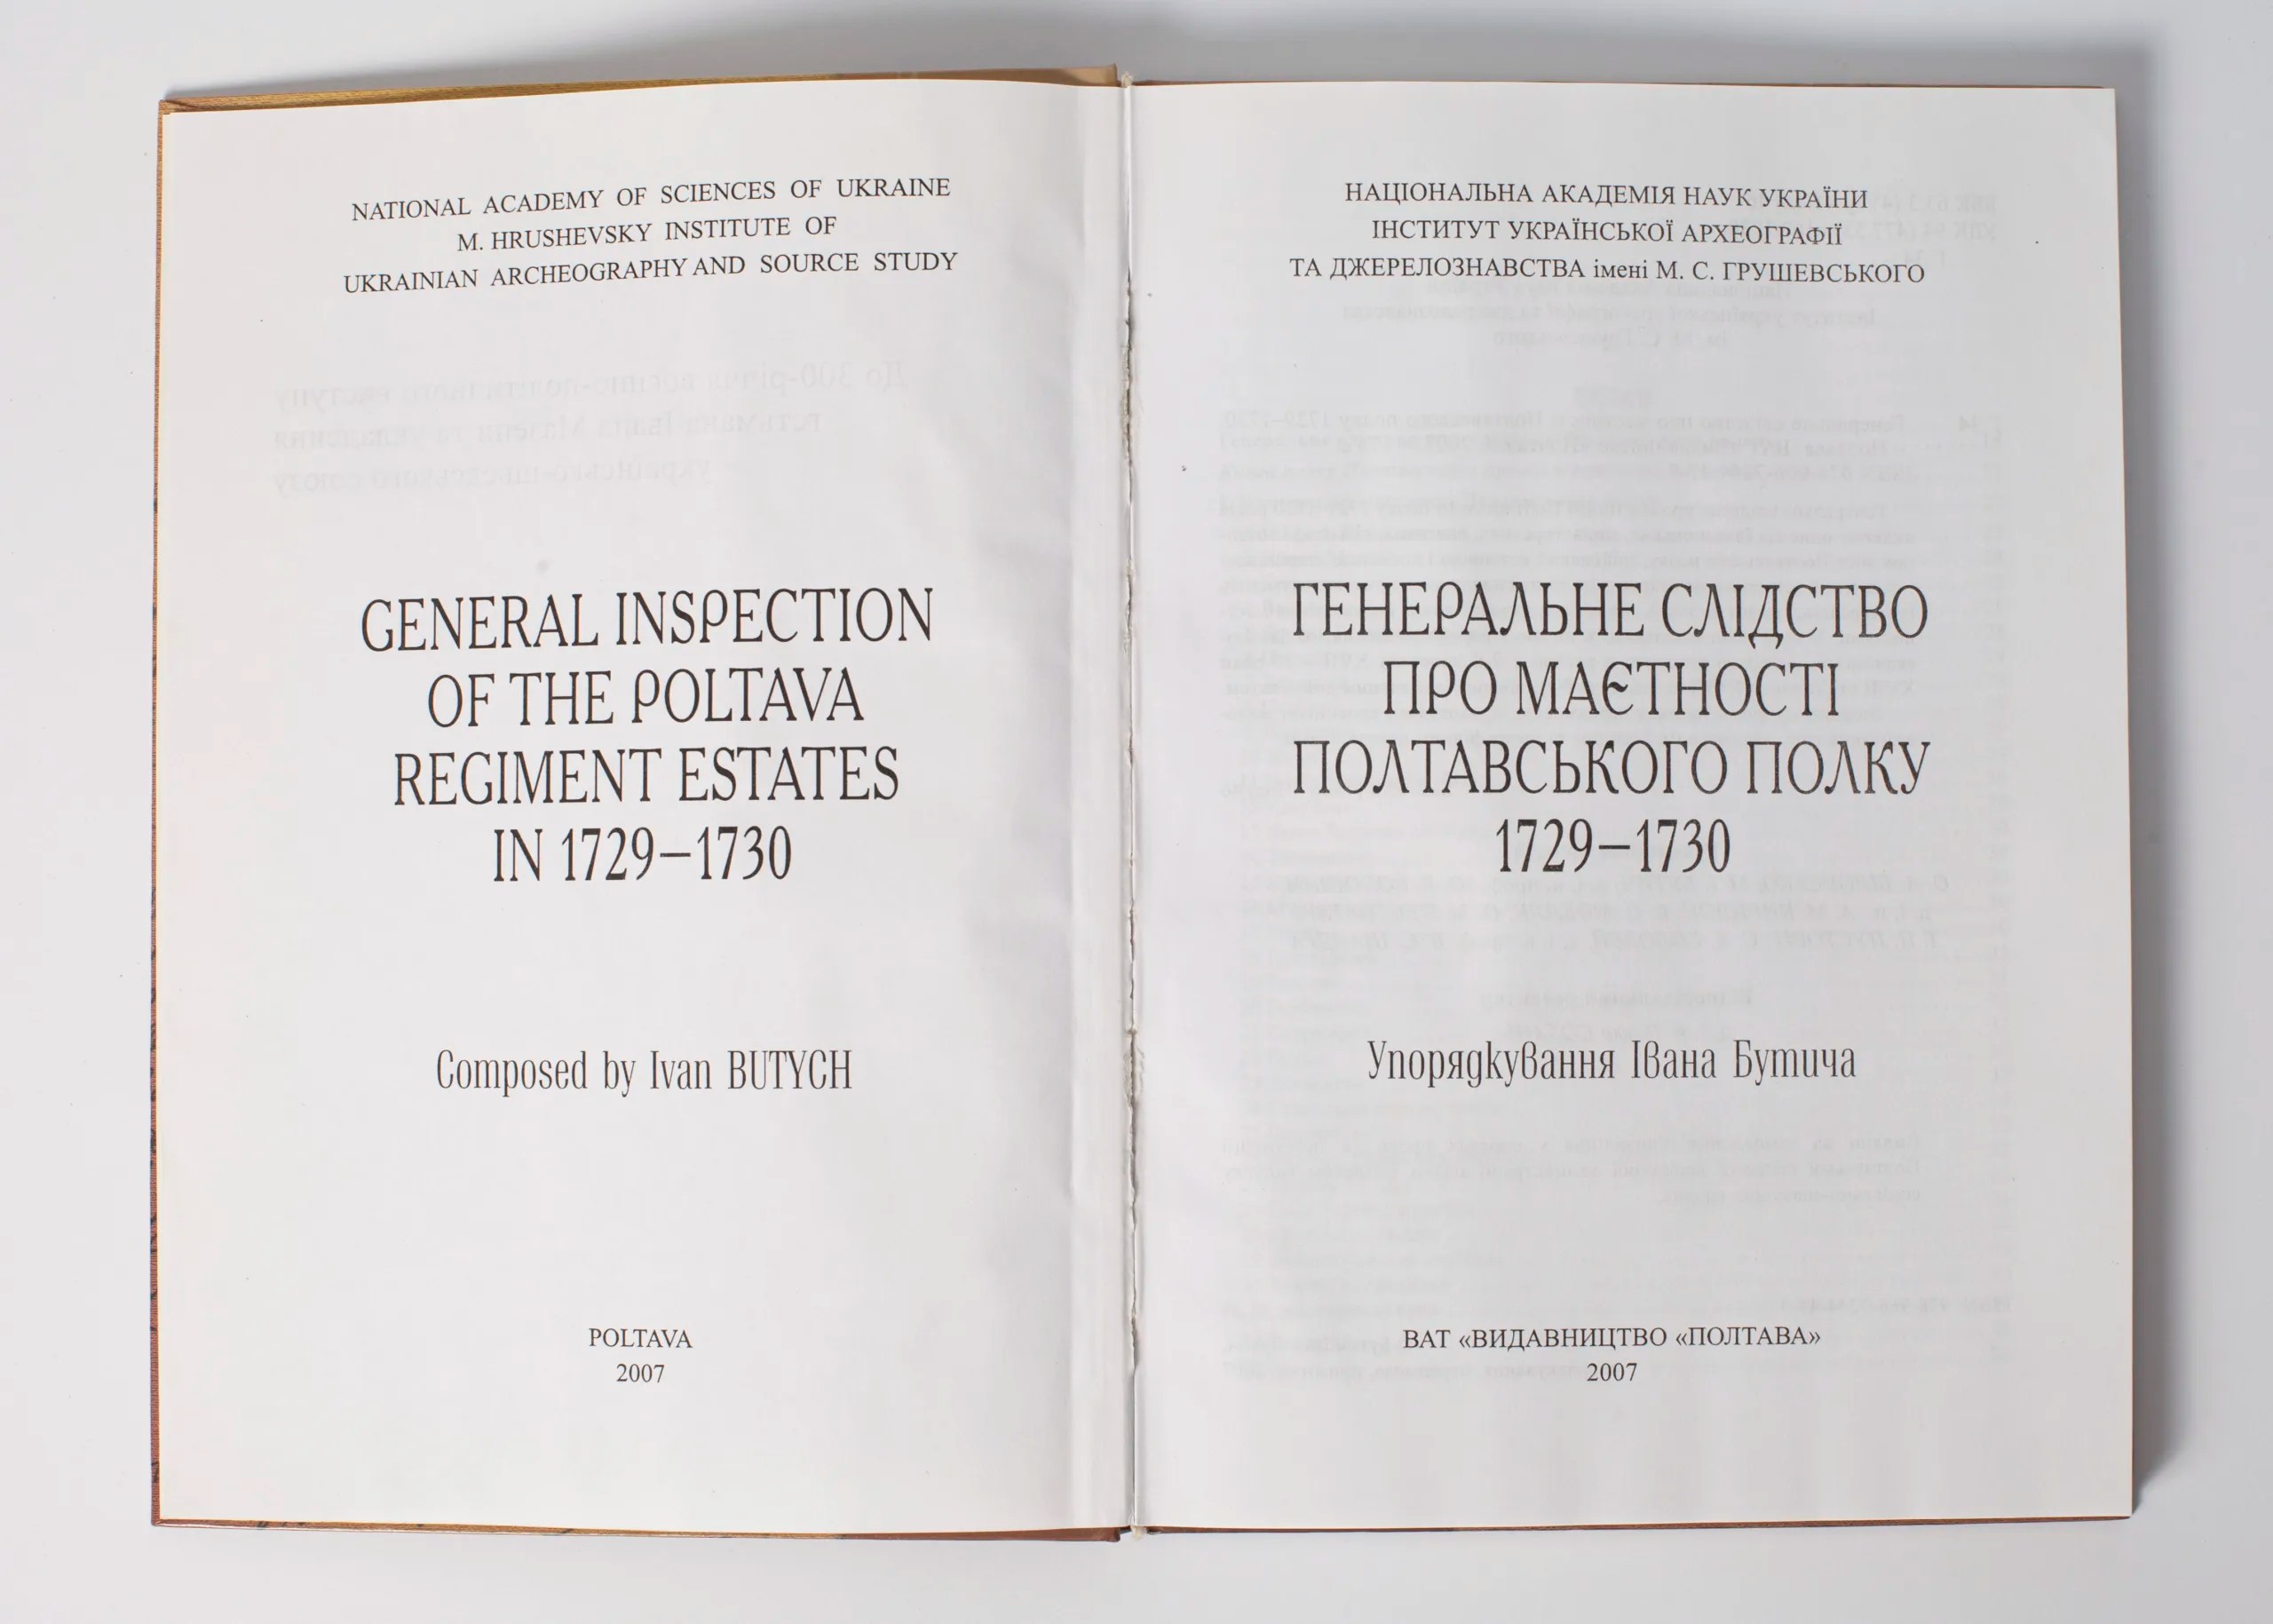 NATIONAL ACADEMY OF SCIENCES OF UKRAINE
M. HRUSHEVSKY INSTITUTE OF
UKRAINIAN ARCHEOGRAPHY AND SOURCE STUDY
GENERAL INSPECTION
OF THE POLTAVA
REGIMENT ESTATES
IN 1729–1730
Composed by Ivan BUTYCH
POLTAVA
2007
НАЦІОНАЛЬНА АКАДЕМІЯ НАУК УКРАЇНИ
ІНСТИТУТ УКРАЇНСЬКОЇ АРХЕОГРАФІЇ
ТА ДЖЕРЕЛОЗНАВСТВА імені М. С. ГРУШЕВСЬКОГО
ГЕНЕРАЛЬНЕ СЛІДСТВО
ПРО МАЄТНОСТІ
ПОЛТАВСЬКОГО ПОЛКУ
1729–1730
Упорядкування Івана Бутича
ВАТ «ВИДАВНИЦТВО «ПОЛТАВА»
2007